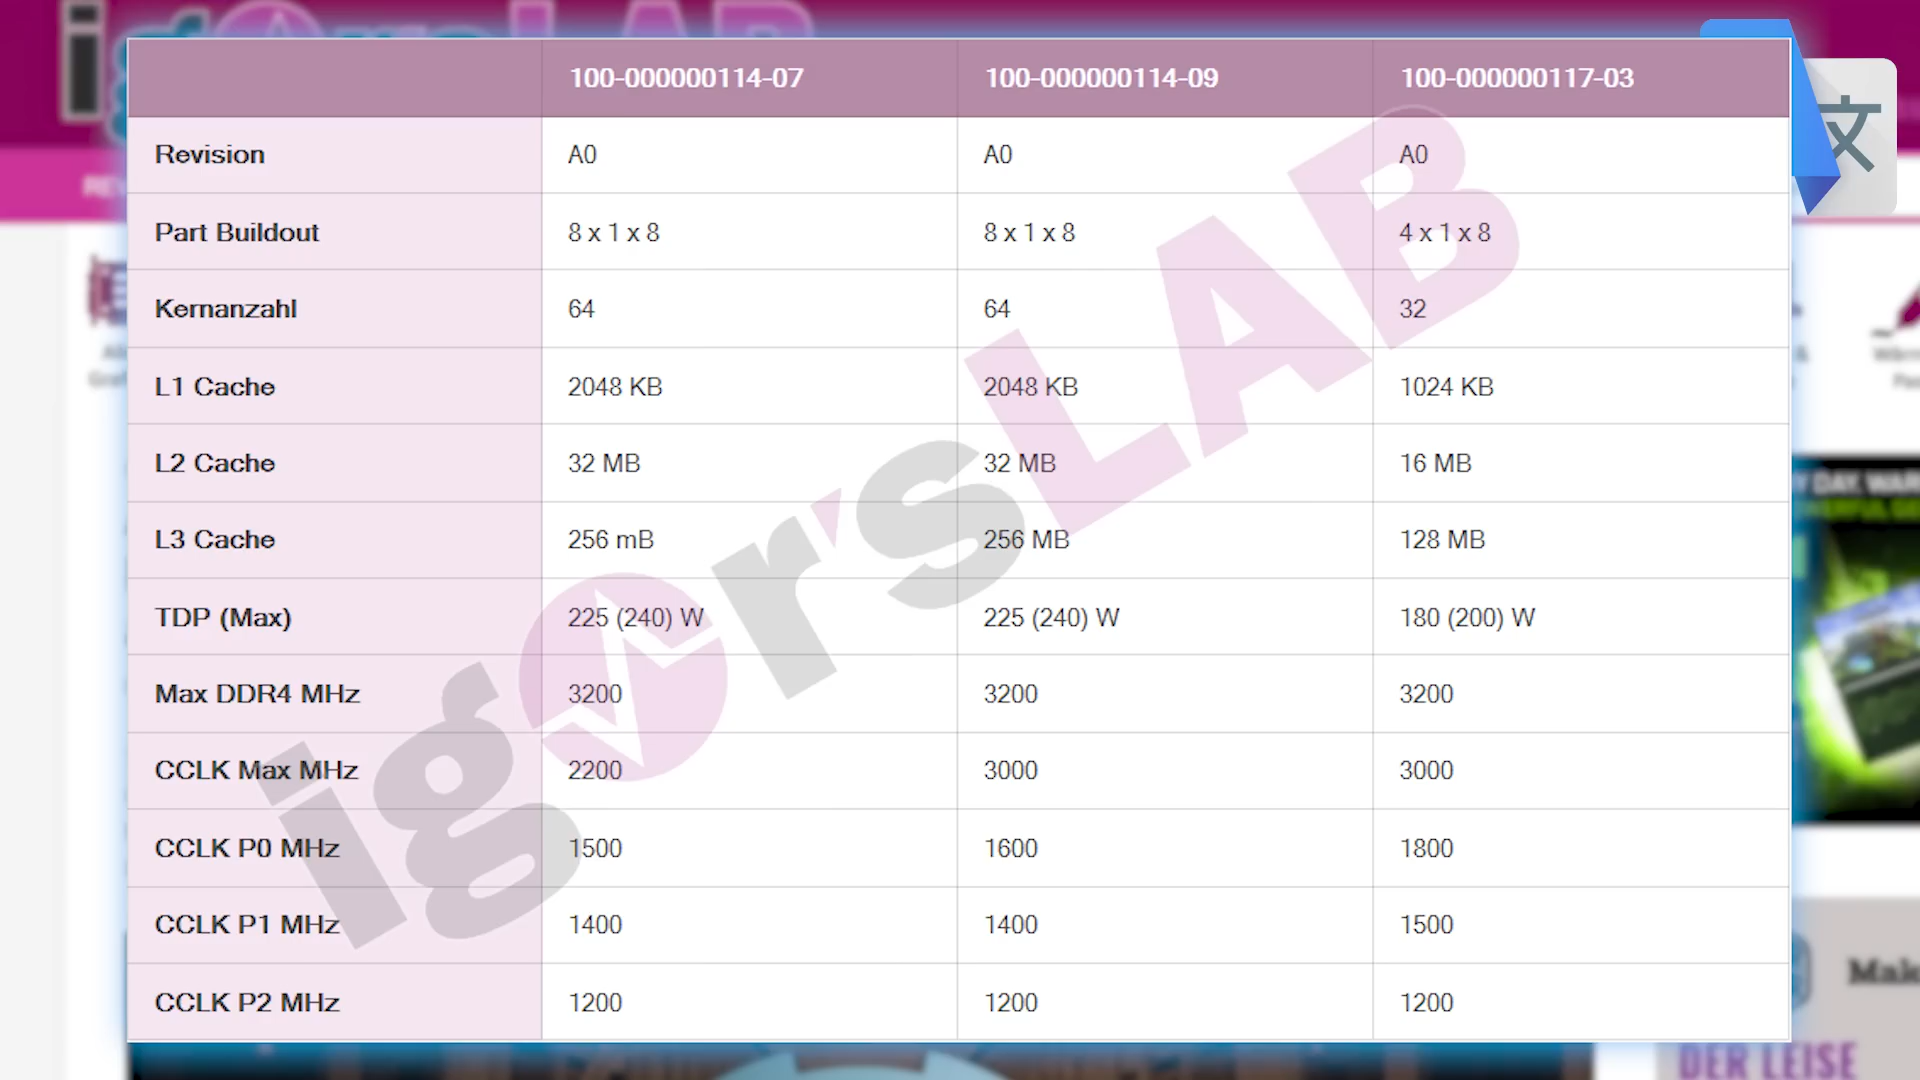 100-000000114-07 100-000000114-09 100-000000117-03
Revision A0 A0 A0
Part Buildout 8 x 1 x 8 8 x 1 x 8 4 x 1 x 8
Kernanzahl 64 64 32
L1 Cache 2048 KB 2048 KB 1024 KB
L2 Cache 32 MB 32 MB 16 MB
L3 Cache 256 mB 256 MB 128 MB
TDP (Max) 225 (240) W 225 (240) W 180 (200) W
Max DDR4 MHz 3200 3200 3200
CCLK Max MHz 2200 3000 3000
CCLK P0 MHz 1500 1600 1800
CCLK P1 MHz 1400 1400 1500
CCLK P2 MHz 1200 1200 1200
igor'sLAB
文
DER LEISE